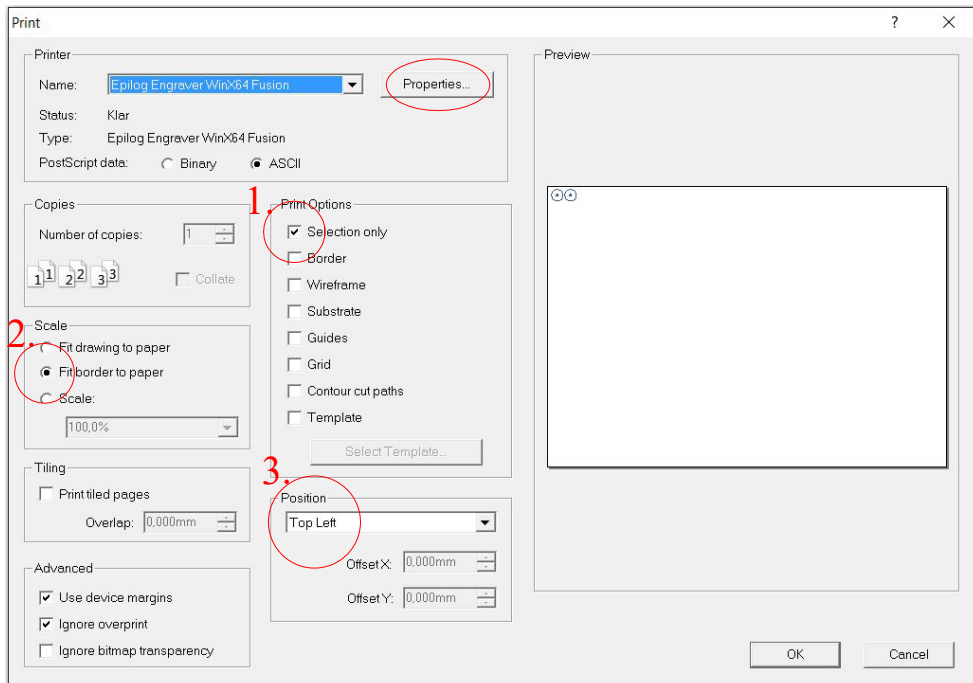 Print ? ×
Printer
Name: Epilog Engraver WinX64 Fusion Properties...
Status: Klar
Type: Epilog Engraver WinX64 Fusion
PostScript data: Binary ASCII
Copies
Number of copies: 1
1 1 2 2 3 3
Collate
2.
Scale
Fit drawing to paper
Fit border to paper
Scale:
100,0%
Tiling
Print tiled pages
Overlap: 0,000mm
Advanced
Use device margins
Ignore overprint
Ignore bitmap transparency
1.
Print Options
Selection only
Border
Wireframe
Substrate
Guides
Grid
Contour cut paths
Template
Select Template...
3.
Position
Top Left
Offset X: 0,000mm
Offset Y: 0,000mm
Preview
OK Cancel